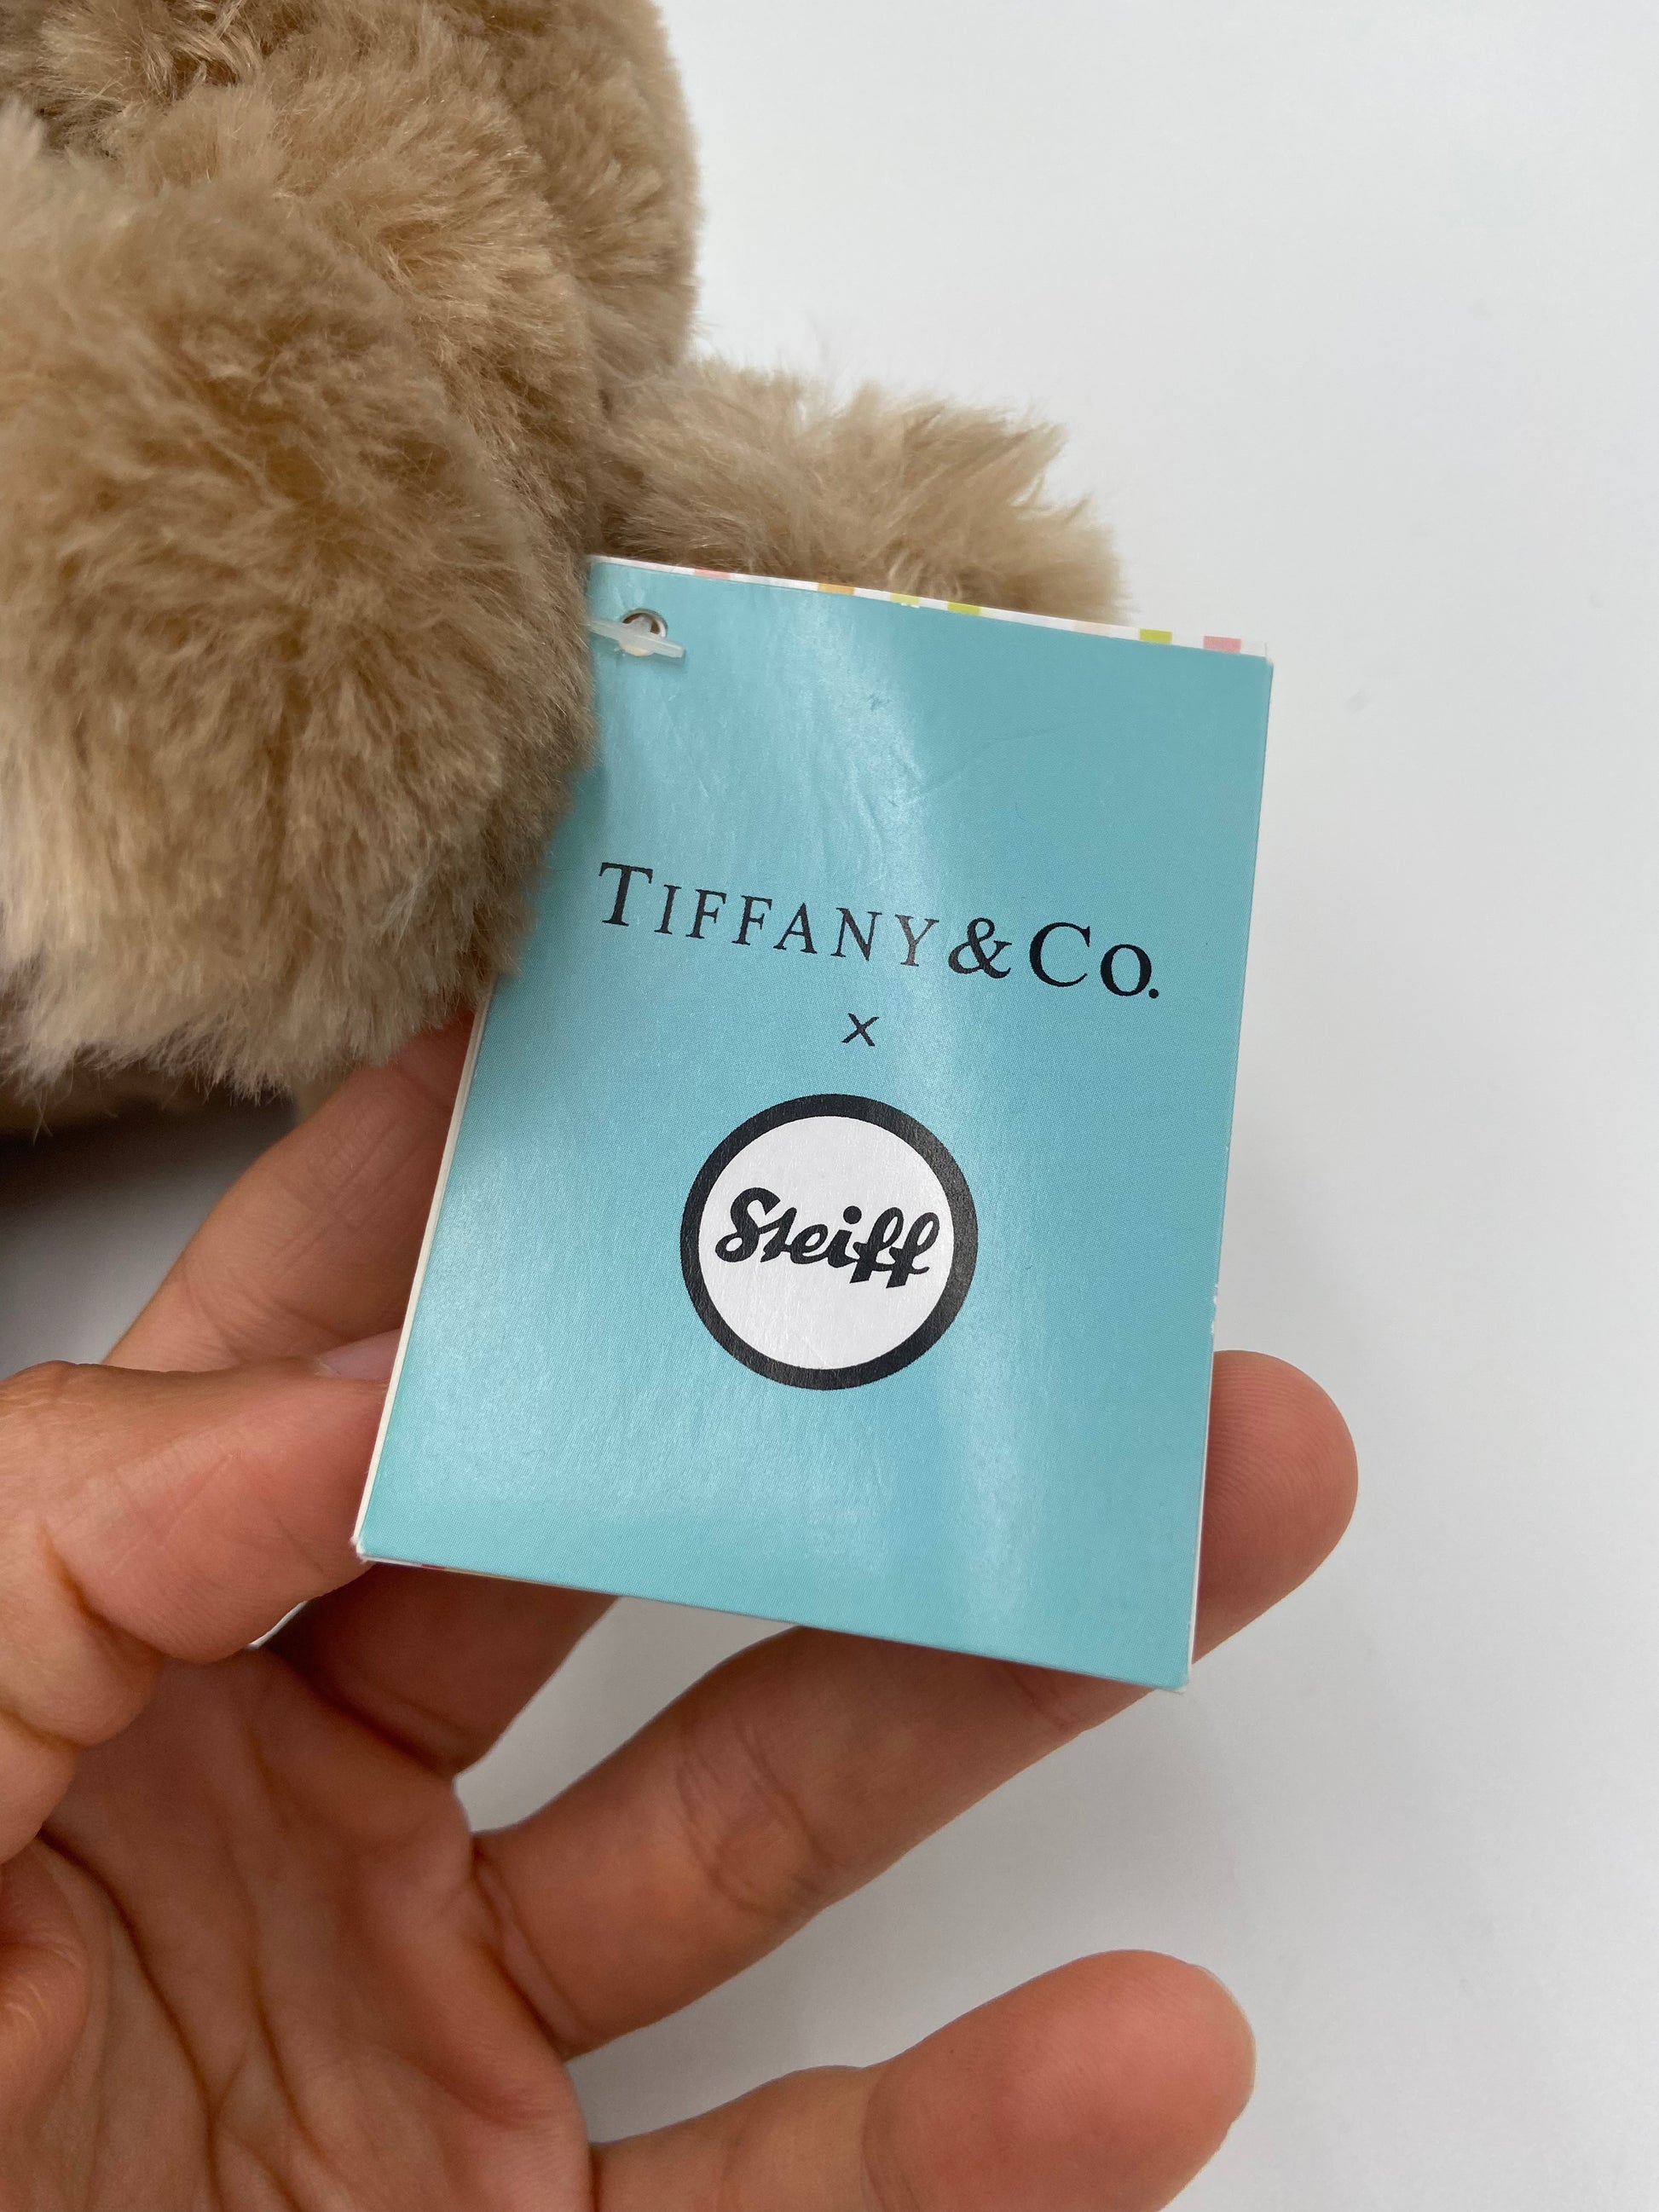 TIFFANY & CO.
x
Steiff